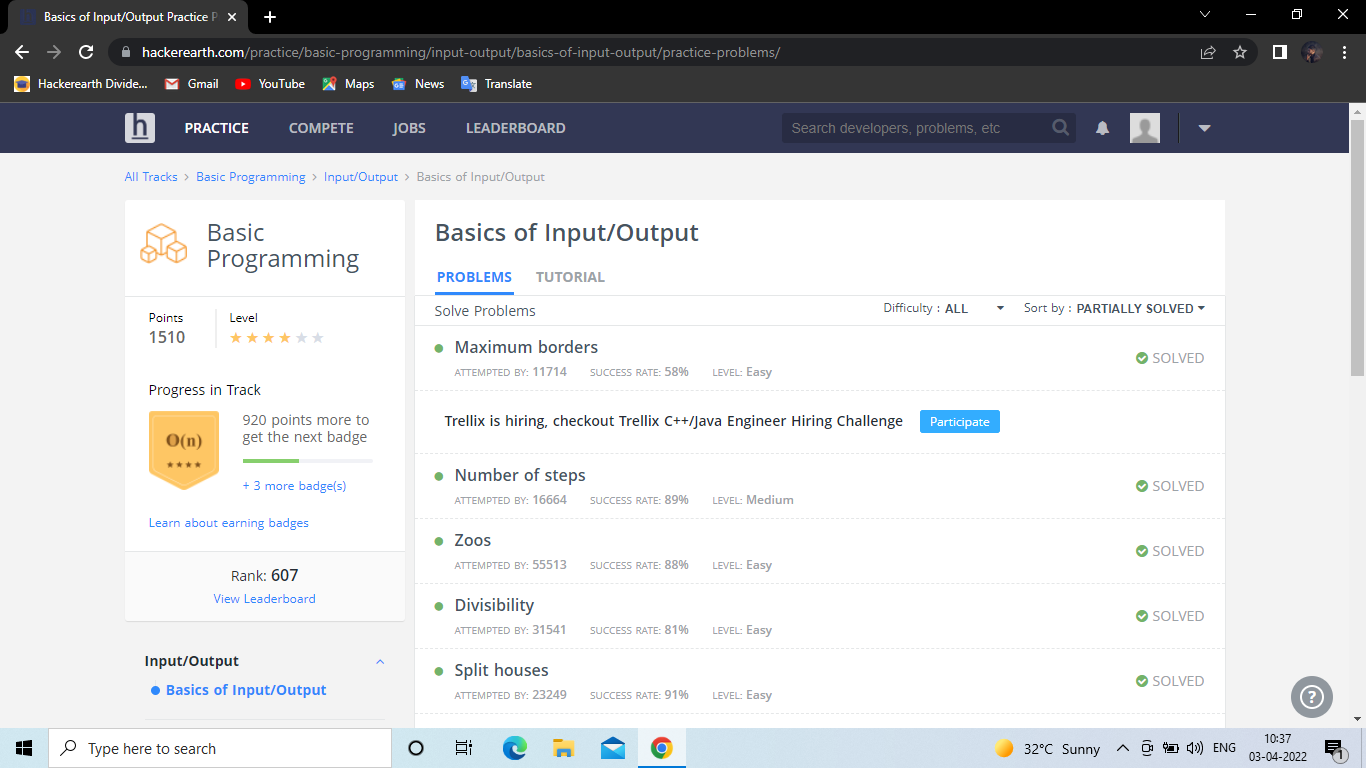 Basics of Input/Output Practice P
hackerearth.com/practice/basic-programming/input-output/basics-of-input-output/practice-problems/
Hackerearth Divide... Gmail YouTube Maps News Translate
h PRACTICE COMPETE JOBS LEADERBOARD Search developers, problems, etc
All Tracks > Basic Programming > Input/Output > Basics of Input/Output
Basic
Programming
Points Level
1510
Progress in Track
O(n)
920 points more to
get the next badge
+ 3 more badge(s)
Learn about earning badges
Rank: 607
View Leaderboard
Input/Output
Basics of Input/Output
Basics of Input/Output
PROBLEMS TUTORIAL
Solve Problems Difficulty : ALL Sort by : PARTIALLY SOLVED
Maximum borders
ATTEMPTED BY: 11714 SUCCESS RATE: 58% LEVEL: Easy
SOLVED
Trellix is hiring, checkout Trellix C++/Java Engineer Hiring Challenge Participate
Number of steps
ATTEMPTED BY: 16664 SUCCESS RATE: 89% LEVEL: Medium
SOLVED
Zoos
ATTEMPTED BY: 55513 SUCCESS RATE: 88% LEVEL: Easy
SOLVED
Divisibility
ATTEMPTED BY: 31541 SUCCESS RATE: 81% LEVEL: Easy
SOLVED
Split houses
ATTEMPTED BY: 23249 SUCCESS RATE: 91% LEVEL: Easy
SOLVED
?
Type here to search
32°C Sunny ENG
10:37
03-04-2022
1